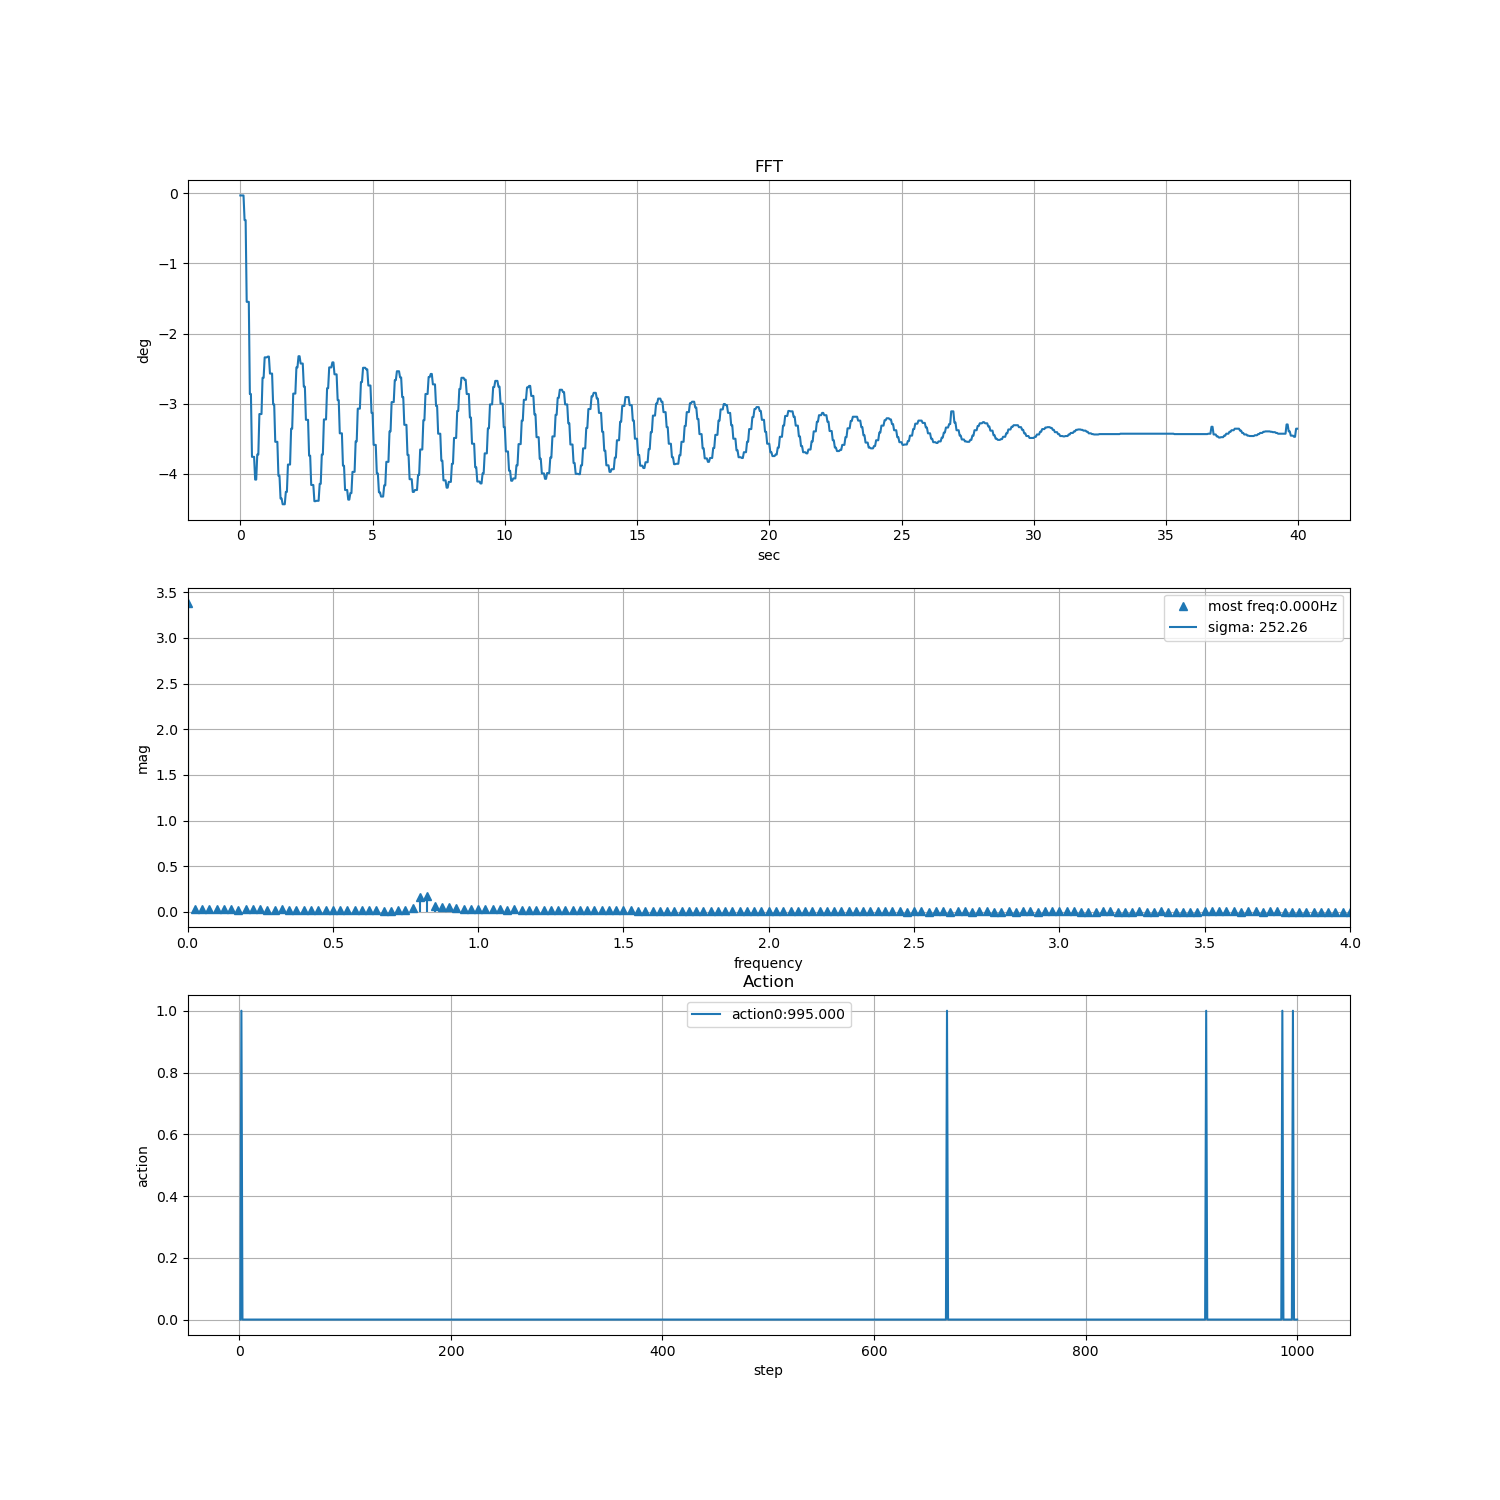 FFT
0
−1
−2
−3
−4
deg
0 5 10 15 20 25 30 35 40
sec
3.5
3.0
2.5
2.0
1.5
1.0
0.5
0.0
mag
most freq:0.000Hz
sigma: 252.26
0.0 0.5 1.0 1.5 2.0 2.5 3.0 3.5 4.0
frequency
Action
1.0
0.8
0.6
0.4
0.2
0.0
action
action0:995.000
0 200 400 600 800 1000
step